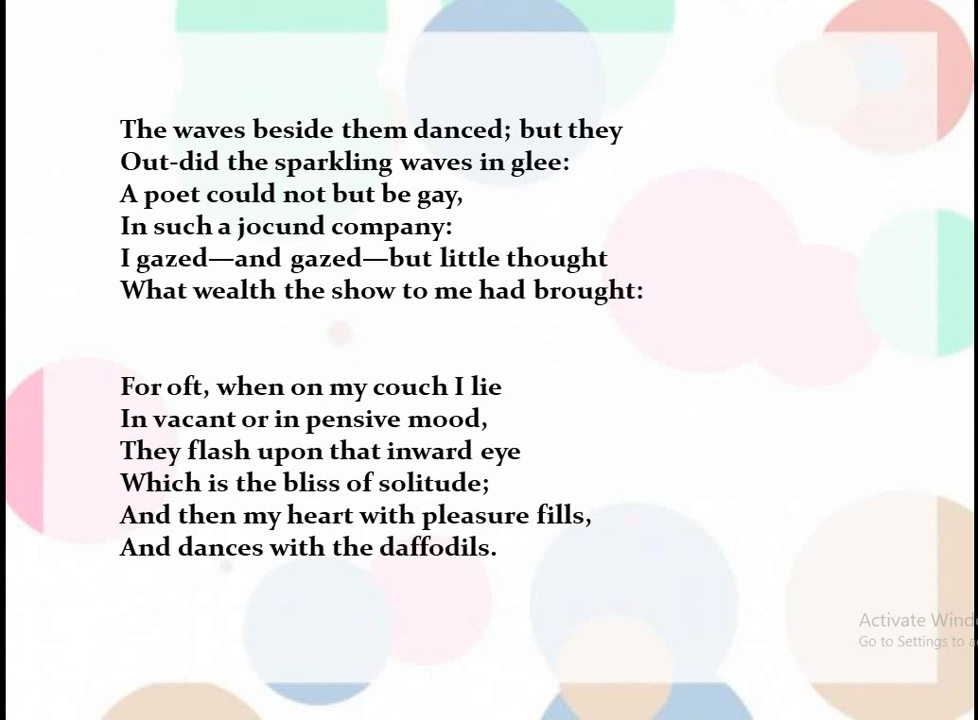 The waves beside them danced; but they
Out-did the sparkling waves in glee:
A poet could not but be gay,
In such a jocund company:
I gazed—and gazed—but little thought
What wealth the show to me had brought:
For oft, when on my couch I lie
In vacant or in pensive mood,
They flash upon that inward eye
Which is the bliss of solitude;
And then my heart with pleasure fills,
And dances with the daffodils.
Activate
Go to Settings to